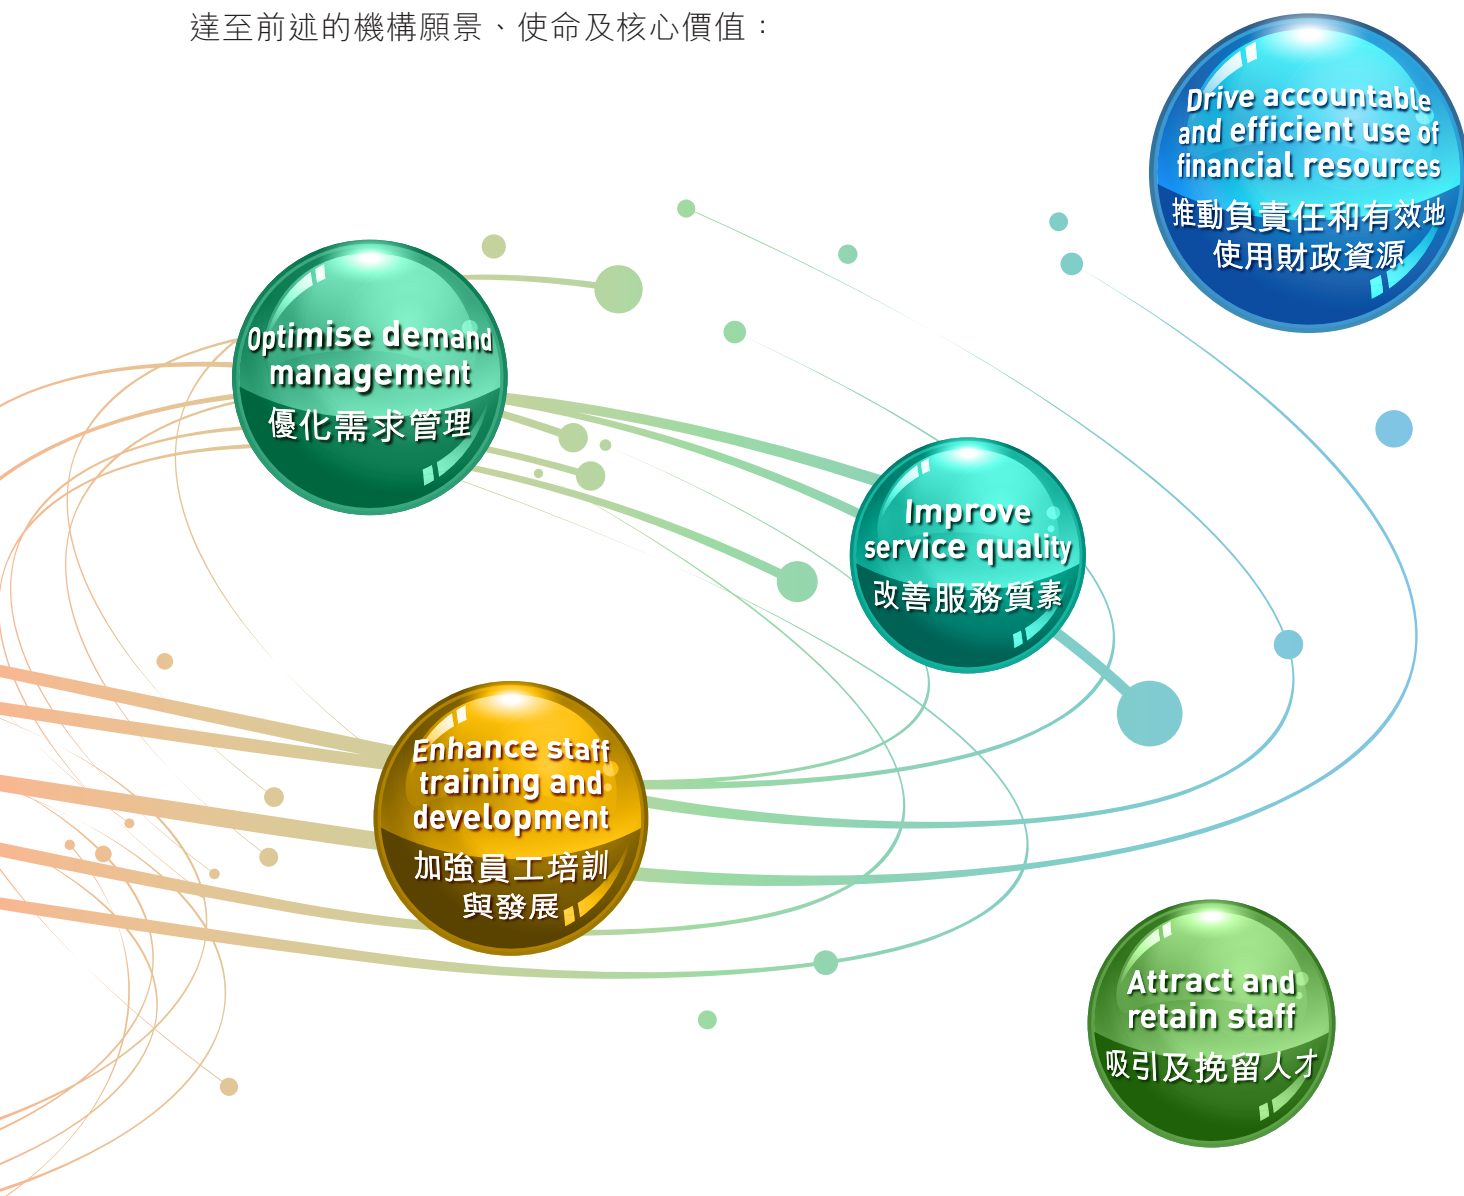 達至前述的機構願景、使命及核心價值：
Drive accountable
and efficient use of
financial resources
推動負責任和有效地
使用財政資源
Optimise demand
management
優化需求管理
Improve
service quality
改善服務質素
Enhance staff
training and
development
加強員工培訓
與發展
Attract and
retain staff
吸引及挽留人才